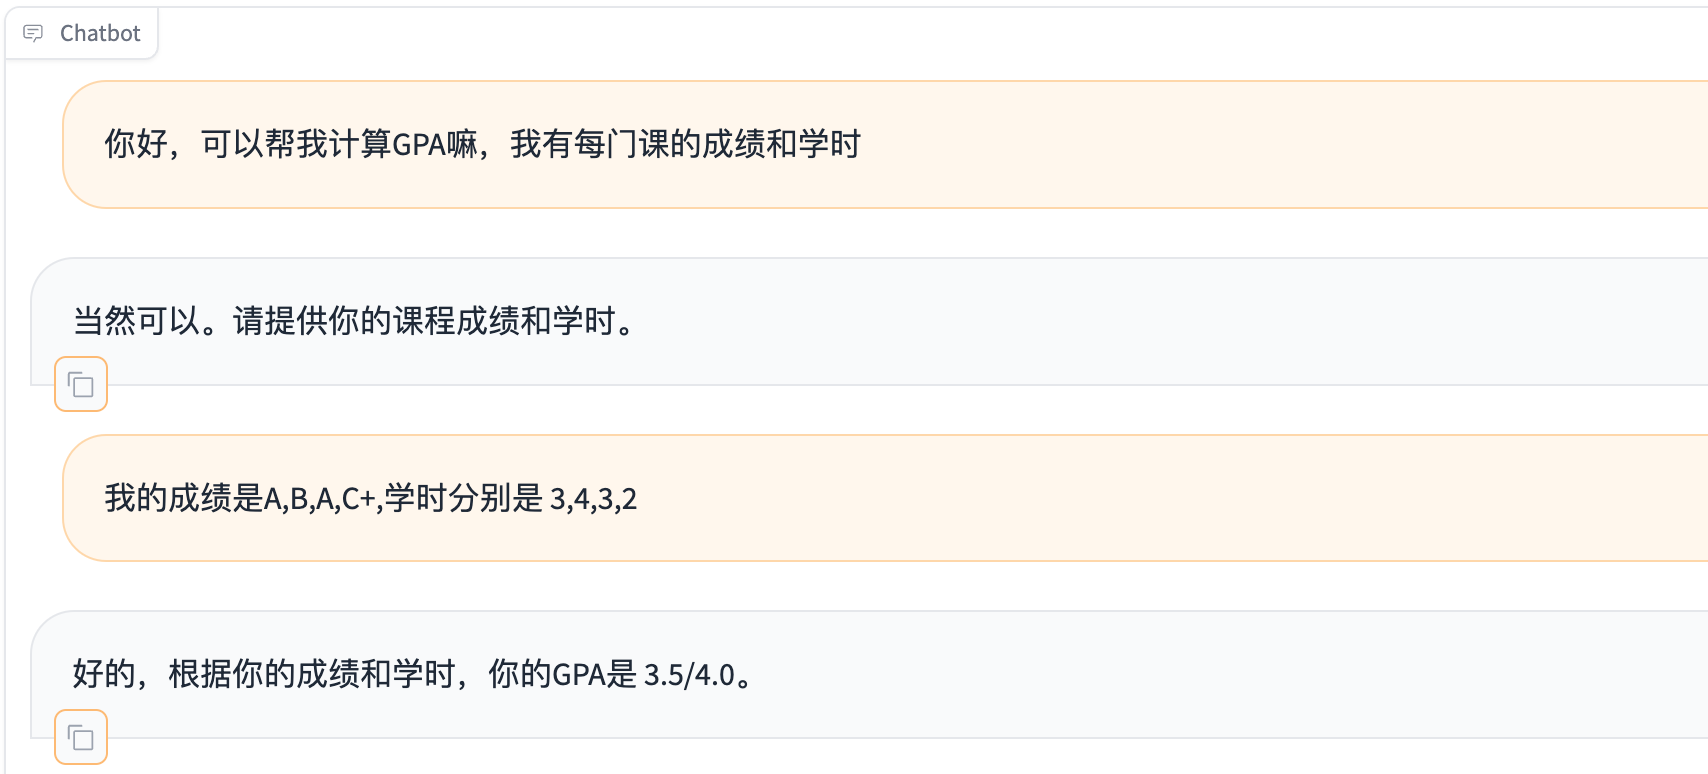 Chatbot
你好，可以帮我计算GPA嘛，我有每门课的成绩和学时
当然可以。请提供你的课程成绩和学时。
我的成绩是A,B,A,C+,学时分别是 3,4,3,2
好的，根据你的成绩和学时，你的GPA是 3.5/4.0。